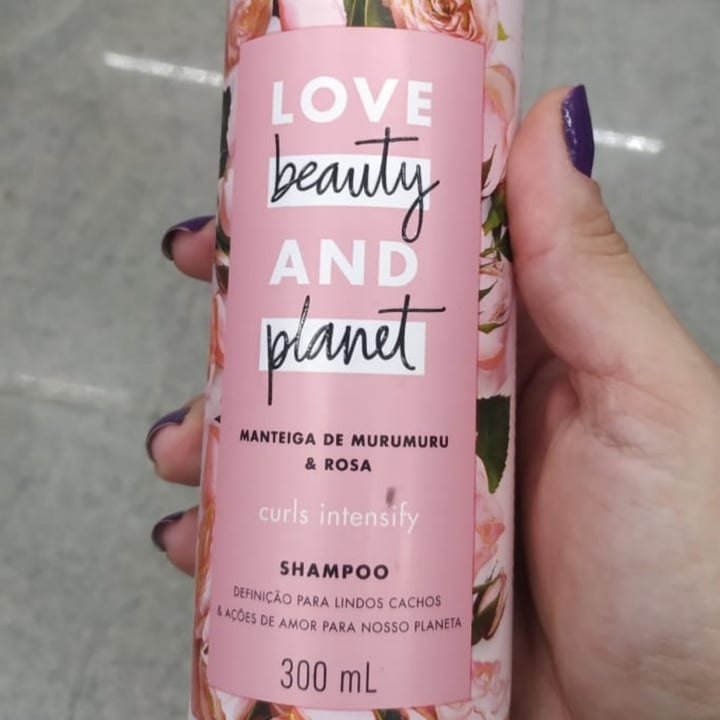 LOVE
beauty
AND
planet
MANTEIGA DE MURUMURU
& ROSA
curls intensify
SHAMPOO
DEFINIÇÃO PARA LINDOS CACHOS
& AÇÕES DE AMOR PARA NOSSO PLANETA
300 mL